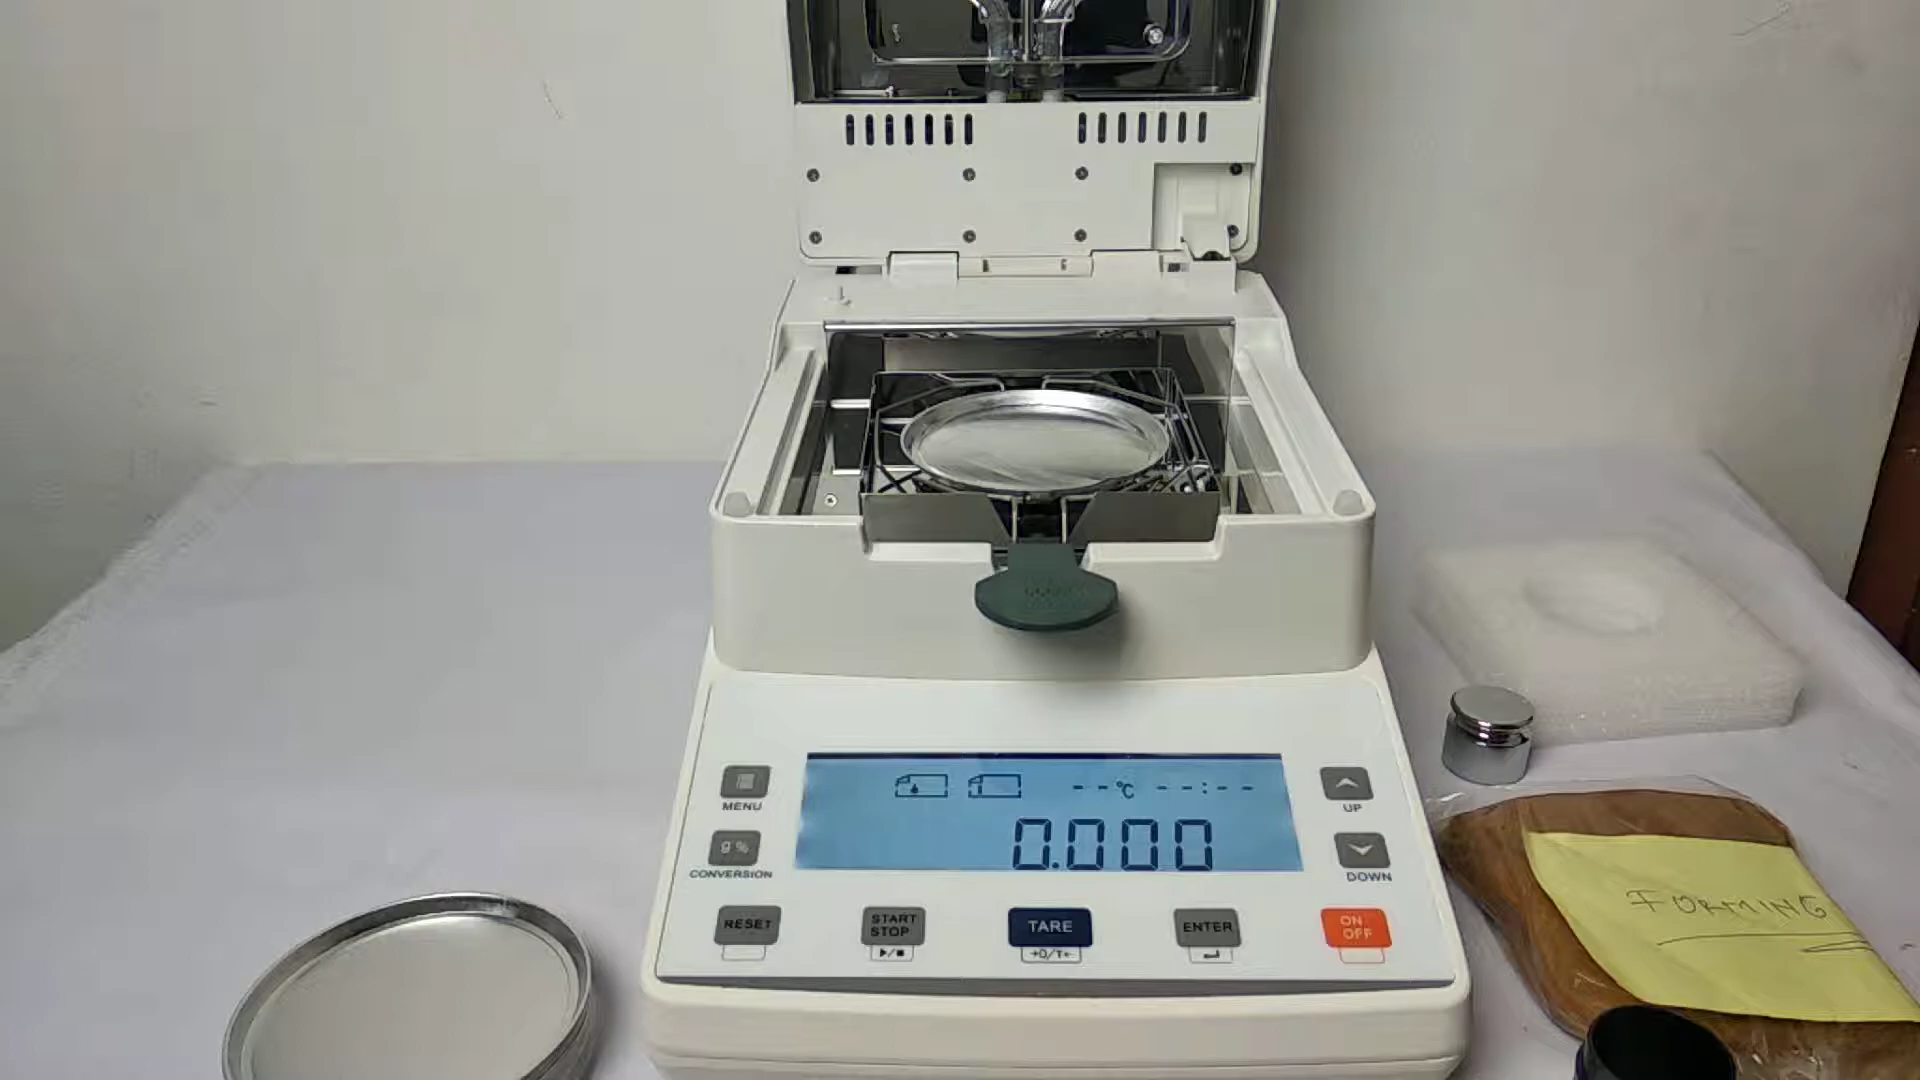 --°C --:--
0.000
MENU
UP
g %
CONVERSION
DOWN
RESET
START
STOP
TARE
→0/T←
ENTER
ON
OFF
FORMING